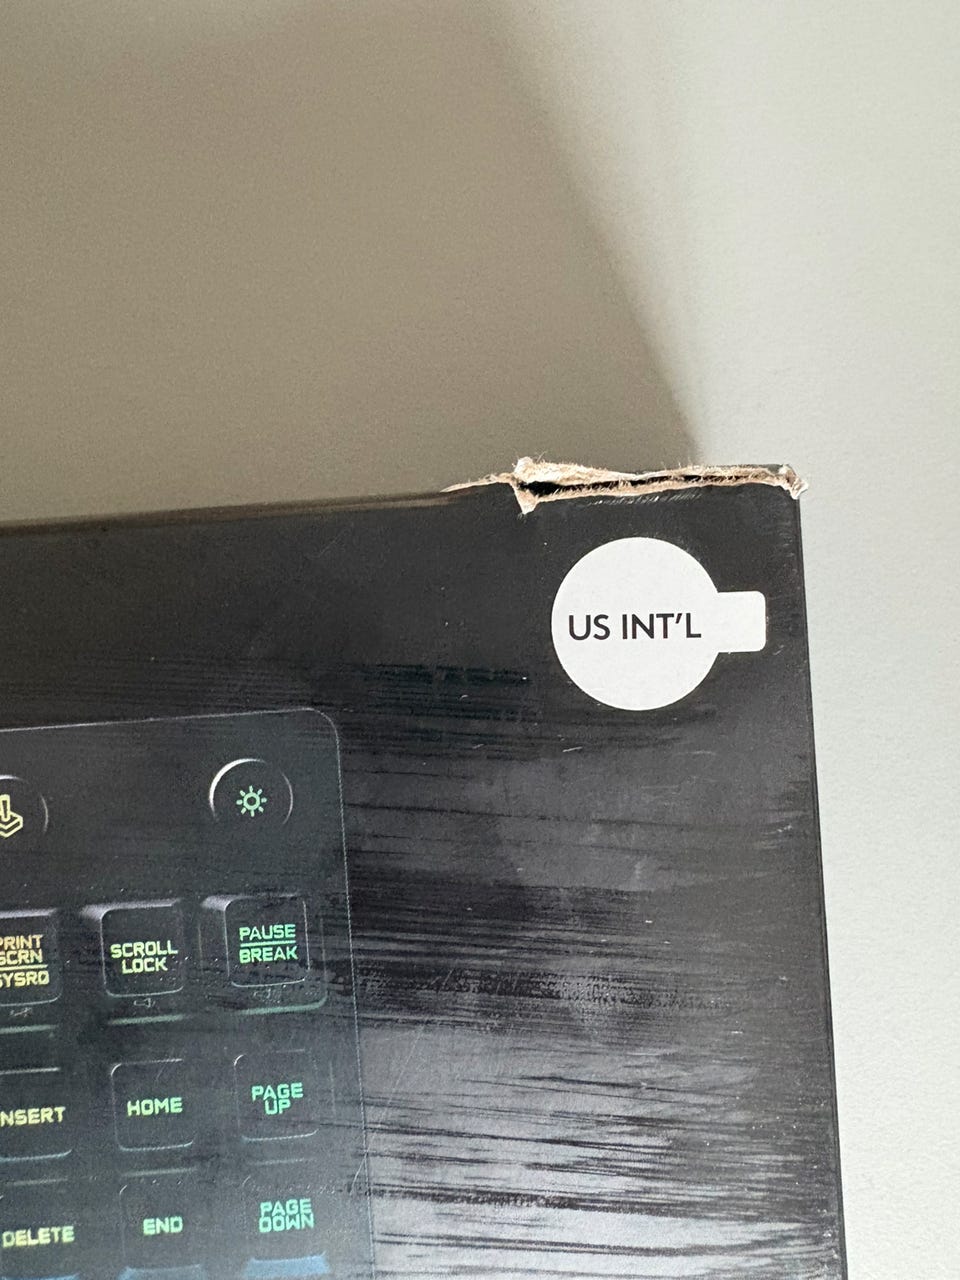 US INT'L
PRINT
SCRN
SYSRQ
SCROLL
LOCK
PAUSE
BREAK
INSERT
HOME
PAGE
UP
DELETE
END
PAGE
DOWN